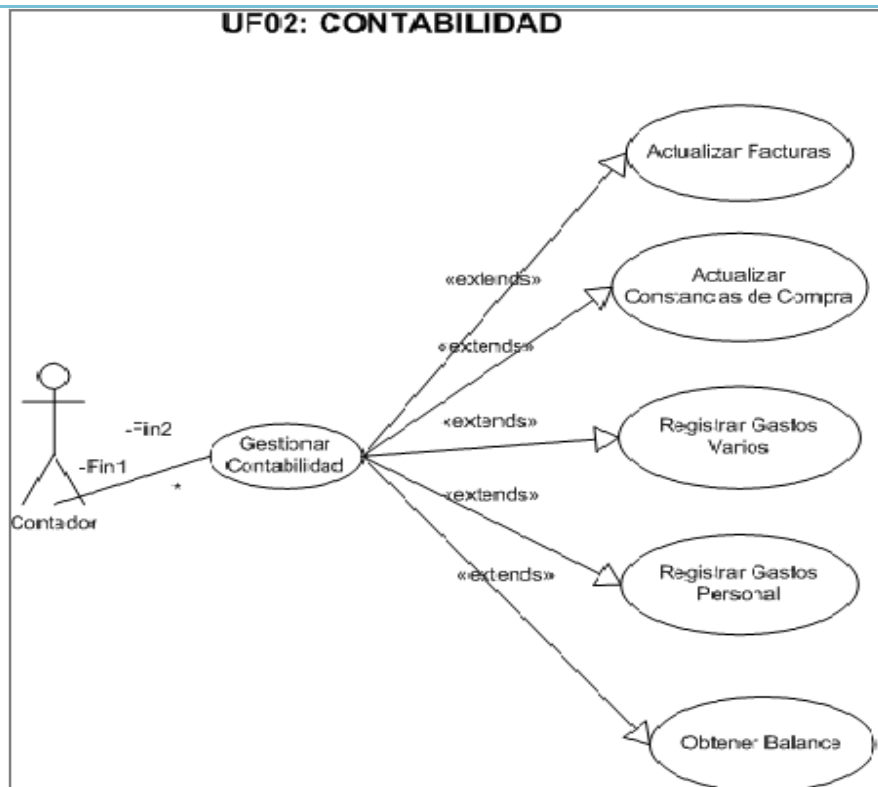 UF02: CONTABILIDAD
Actualizar Facturas
«extends»
Actualizar
Constancias de Compra
«extends»
-Fin2
-Fin1
*
Contador
Gestionar
Contabilidad
«extends»
Registrar Gastos
Varios
«extends»
Registrar Gastos
Personal
«extends»
Obtener Balance